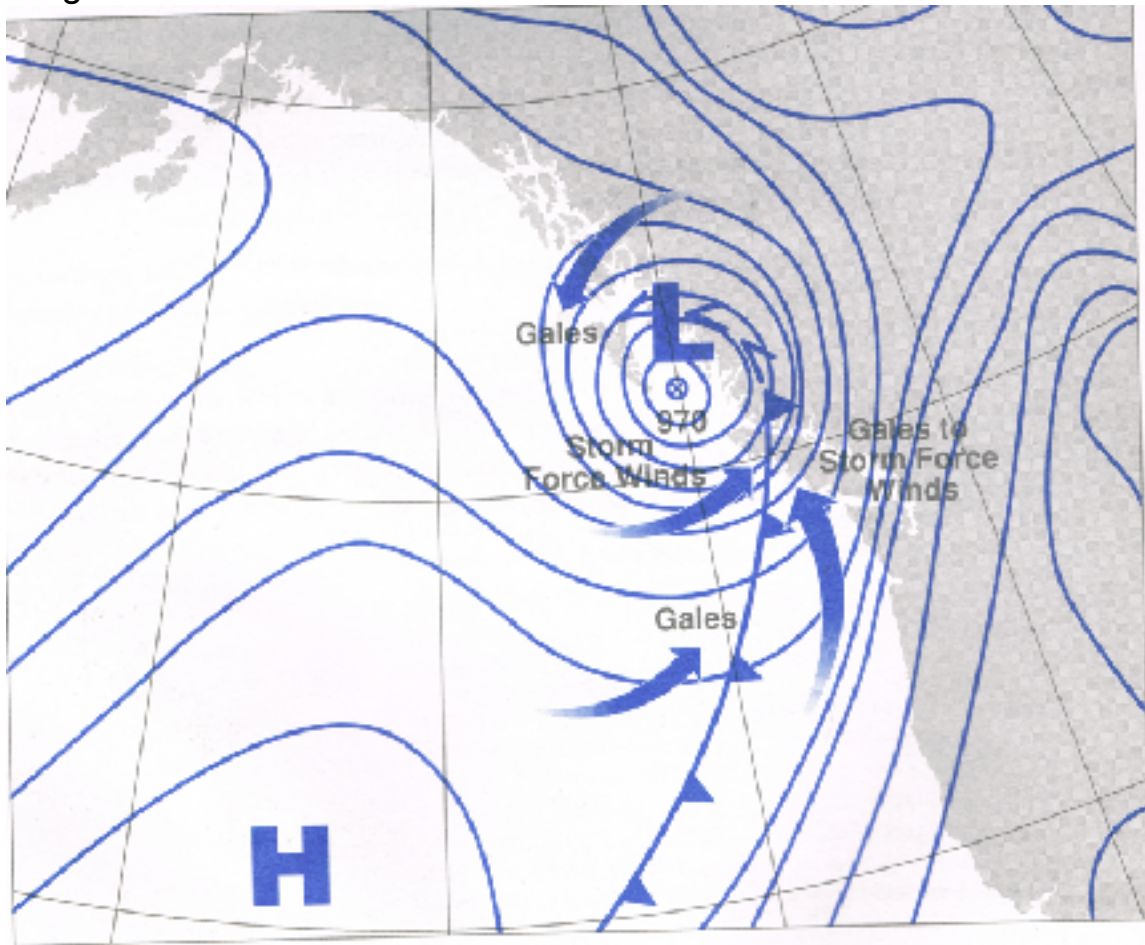 L
Gales
970
Storm
Force Winds
Gales to
Storm Force
Winds
Gales
H